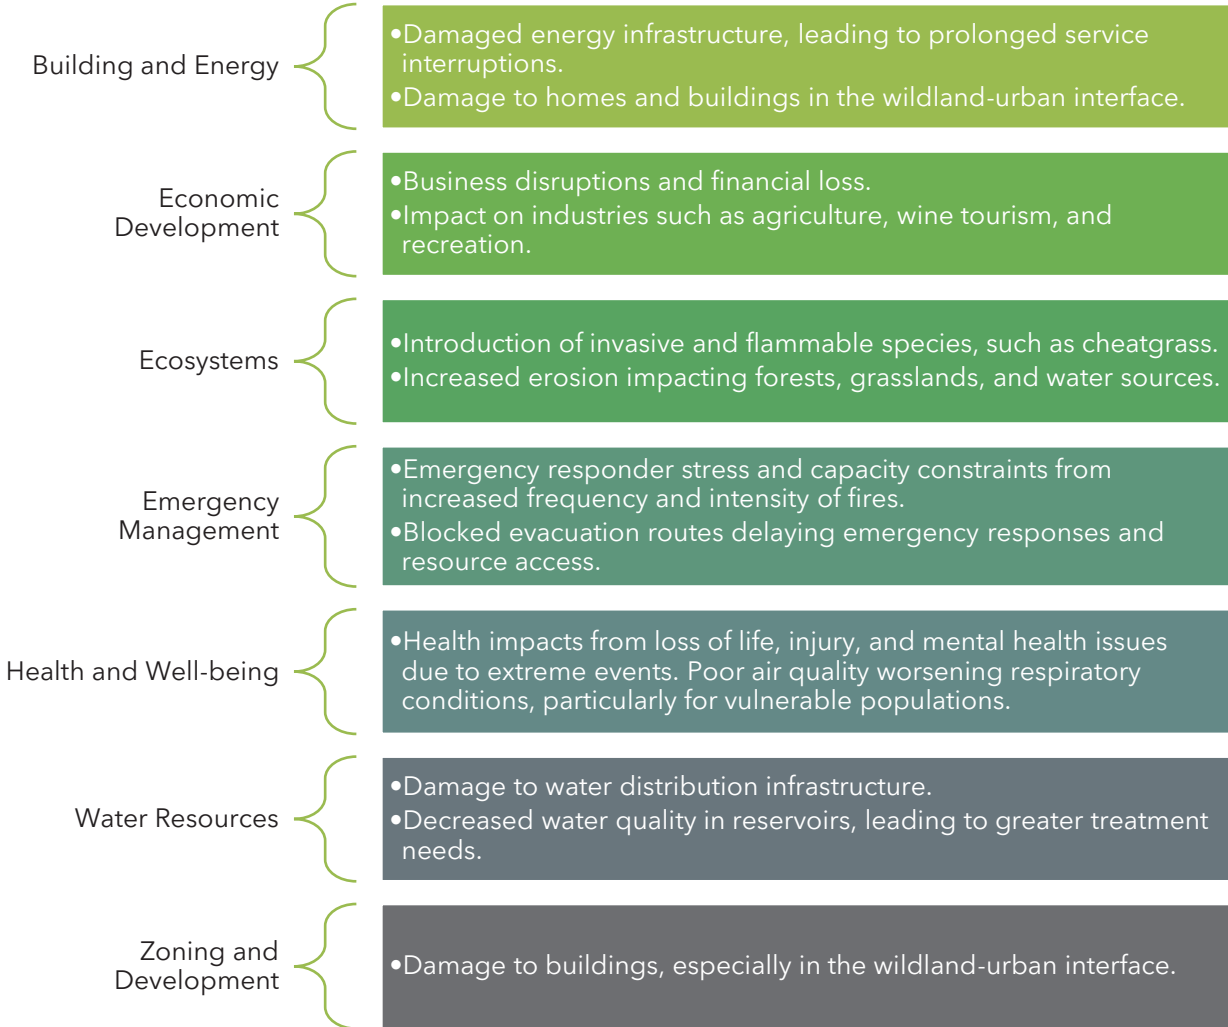 Building and Energy
•Damaged energy infrastructure, leading to prolonged service
interruptions.
•Damage to homes and buildings in the wildland-urban interface.
Economic
Development
•Business disruptions and financial loss.
•Impact on industries such as agriculture, wine tourism, and
recreation.
Ecosystems
•Introduction of invasive and flammable species, such as cheatgrass.
•Increased erosion impacting forests, grasslands, and water sources.
Emergency
Management
•Emergency responder stress and capacity constraints from
increased frequency and intensity of fires.
•Blocked evacuation routes delaying emergency responses and
resource access.
Health and Well-being
•Health impacts from loss of life, injury, and mental health issues
due to extreme events. Poor air quality worsening respiratory
conditions, particularly for vulnerable populations.
Water Resources
•Damage to water distribution infrastructure.
•Decreased water quality in reservoirs, leading to greater treatment
needs.
Zoning and
Development
•Damage to buildings, especially in the wildland-urban interface.